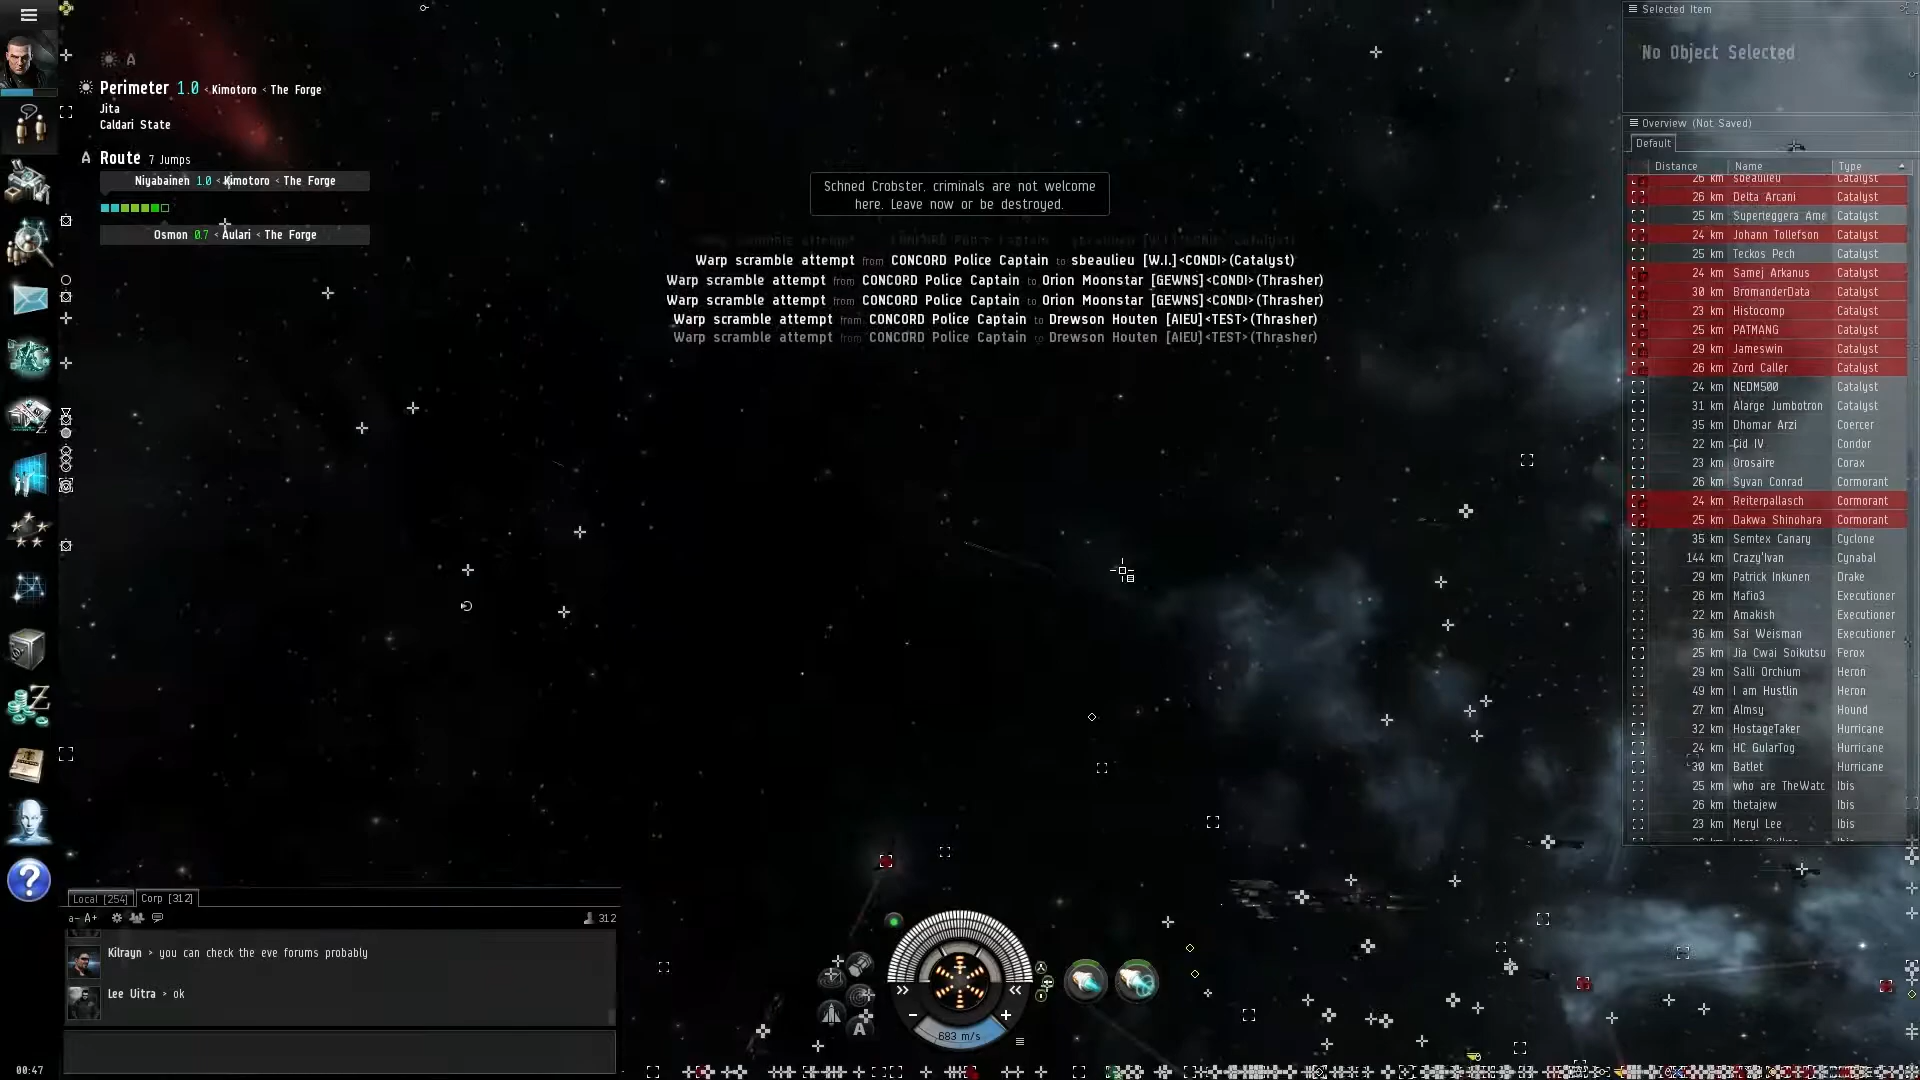 Perimeter 1.0 < Kimotoro < The Forge
Jita
Caldari State
Route 7 Jumps
Niyabainen 1.0 < Kimotoro < The Forge
Osmon 0.7 < Aulari < The Forge
Schned Crobster, criminals are not welcome
here. Leave now or be destroyed.
Warp scramble attempt from CONCORD Police Captain to sbeaulieu [W.I.]<CONDI>(Catalyst)
Warp scramble attempt from CONCORD Police Captain to Orion Moonstar [GEWNS]<CONDI>(Thrasher)
Warp scramble attempt from CONCORD Police Captain to Orion Moonstar [GEWNS]<CONDI>(Thrasher)
Warp scramble attempt from CONCORD Police Captain to Drewson Houten [AIEU]<TEST>(Thrasher)
Warp scramble attempt from CONCORD Police Captain to Drewson Houten [AIEU]<TEST>(Thrasher)
Selected Item
No Object Selected
Overview (Not Saved)
Default
Distance Name Type
26 km sbeaulieu Catalyst
26 km Delta Arcani Catalyst
25 km Superleggera Ame Catalyst
24 km Johann Tollefson Catalyst
25 km Teckos Pech Catalyst
24 km Samej Arkanus Catalyst
30 km BromanderData Catalyst
23 km Histocomp Catalyst
25 km PATMANG Catalyst
29 km Jameswin Catalyst
26 km Zord Caller Catalyst
24 km NEDM500 Catalyst
31 km Alarge Jumbotron Catalyst
35 km Dhomar Arzi Coercer
22 km Cid IV Condor
23 km Orosaire Corax
26 km Syvan Conrad Cormorant
24 km Reiterpallasch Cormorant
25 km Dakwa Shinohara Cormorant
35 km Semtex Canary Cyclone
144 km Crazy'Ivan Cynabal
29 km Patrick Inkunen Drake
26 km Mafio3 Executioner
22 km Amakish Executioner
36 km Sai Weisman Executioner
25 km Jia Cwai Soikutsu Ferox
29 km Salli Orchium Heron
49 km I am Hustlin Heron
27 km Almsy Hound
32 km HostageTaker Hurricane
24 km HC GularTog Hurricane
30 km Batlet Hurricane
25 km who are TheWatc Ibis
26 km thetajew Ibis
23 km Meryl Lee Ibis
Local [254] Corp [312]
a- A+ 312
Kilrayn > you can check the eve forums probably
Lee Uitra > ok
683 m/s
00:47